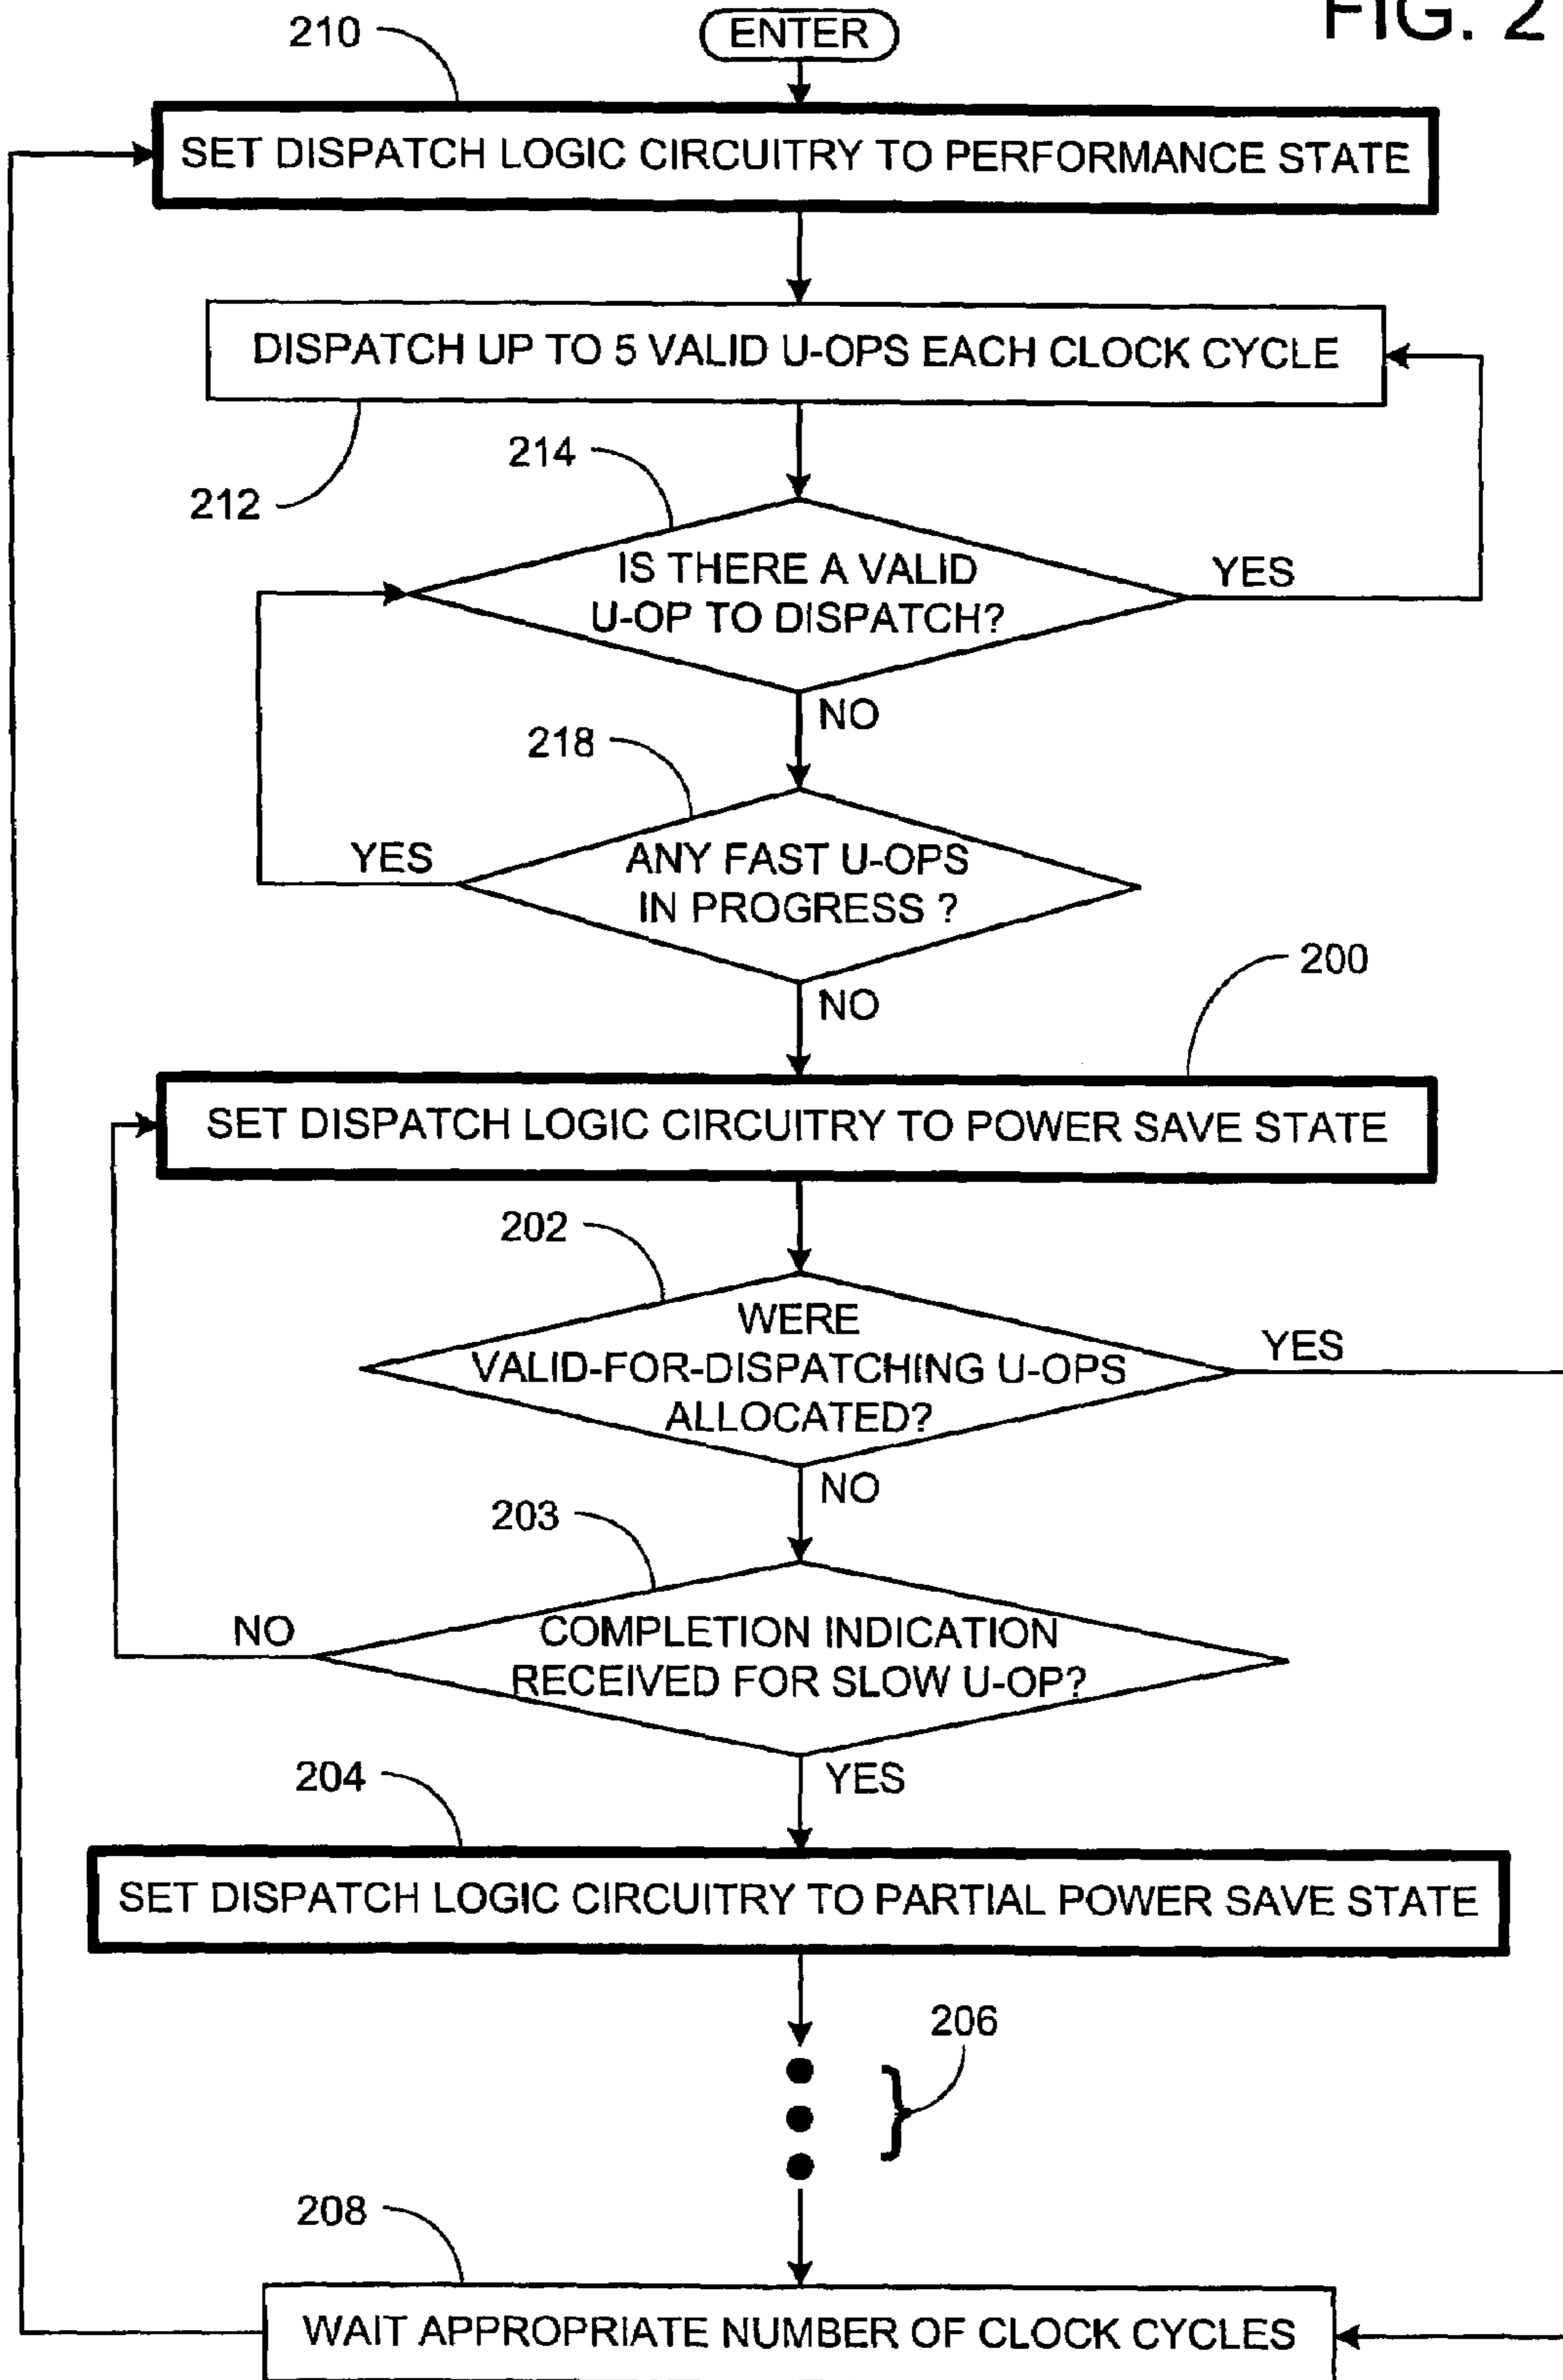 FIG. 2
210
ENTER
SET DISPATCH LOGIC CIRCUITRY TO PERFORMANCE STATE
DISPATCH UP TO 5 VALID U-OPS EACH CLOCK CYCLE
212
214
IS THERE A VALID
U-OP TO DISPATCH?
YES
NO
218
ANY FAST U-OPS
IN PROGRESS ?
YES
NO
200
SET DISPATCH LOGIC CIRCUITRY TO POWER SAVE STATE
202
WERE
VALID-FOR-DISPATCHING U-OPS
ALLOCATED?
YES
NO
203
COMPLETION INDICATION
RECEIVED FOR SLOW U-OP?
NO
YES
204
SET DISPATCH LOGIC CIRCUITRY TO PARTIAL POWER SAVE STATE
206
208
WAIT APPROPRIATE NUMBER OF CLOCK CYCLES